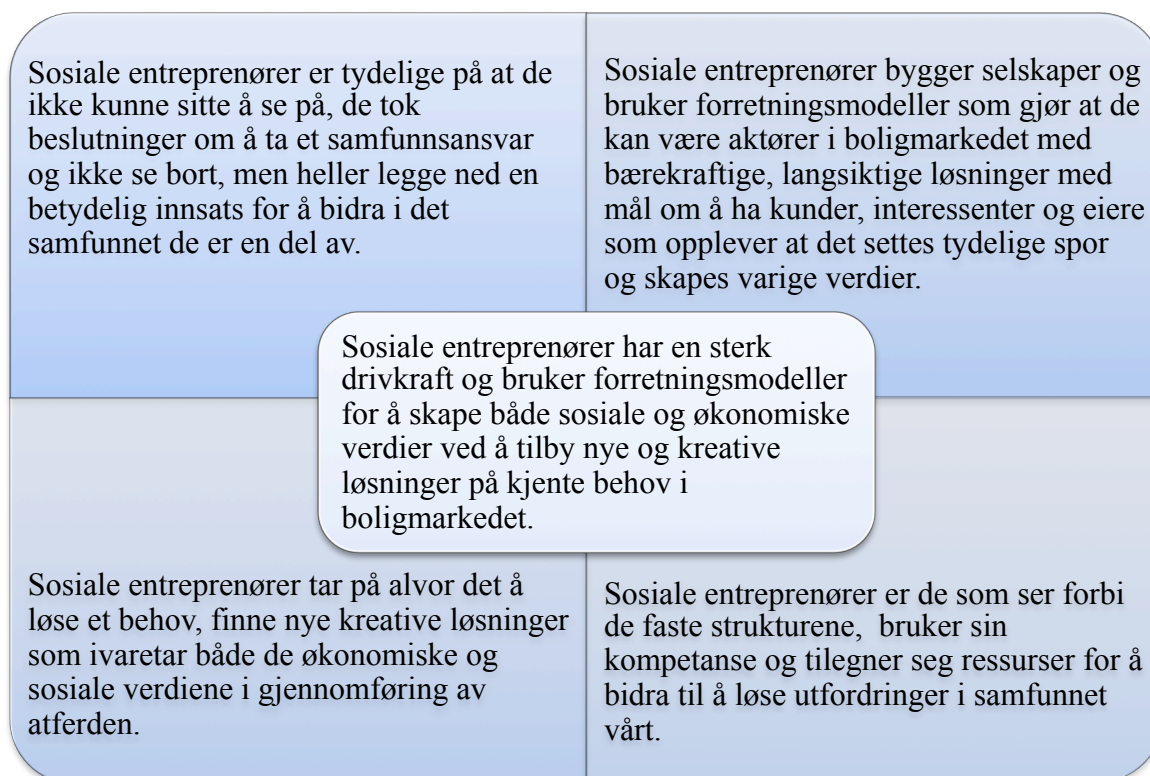 Sosiale entreprenører er tydelige på at de
ikke kunne sitte å se på, de tok
beslutninger om å ta et samfunnsansvar
og ikke se bort, men heller legge ned en
betydelig innsats for å bidra i det
samfunnet de er en del av.
Sosiale entreprenører bygger selskaper og
bruker forretningsmodeller som gjør at de
kan være aktører i boligmarkedet med
bærekraftige, langsiktige løsninger med
mål om å ha kunder, interessenter og eiere
som opplever at det settes tydelige spor
og skapes varige verdier.
Sosiale entreprenører har en sterk
drivkraft og bruker forretningsmodeller
for å skape både sosiale og økonomiske
verdier ved å tilby nye og kreative
løsninger på kjente behov i
boligmarkedet.
Sosiale entreprenører tar på alvor det å
løse et behov, finne nye kreative løsninger
som ivaretar både de økonomiske og
sosiale verdiene i gjennomføring av
atferden.
Sosiale entreprenører er de som ser forbi
de faste strukturene,  bruker sin
kompetanse og tilegner seg ressurser for å
bidra til å løse utfordringer i samfunnet
vårt.